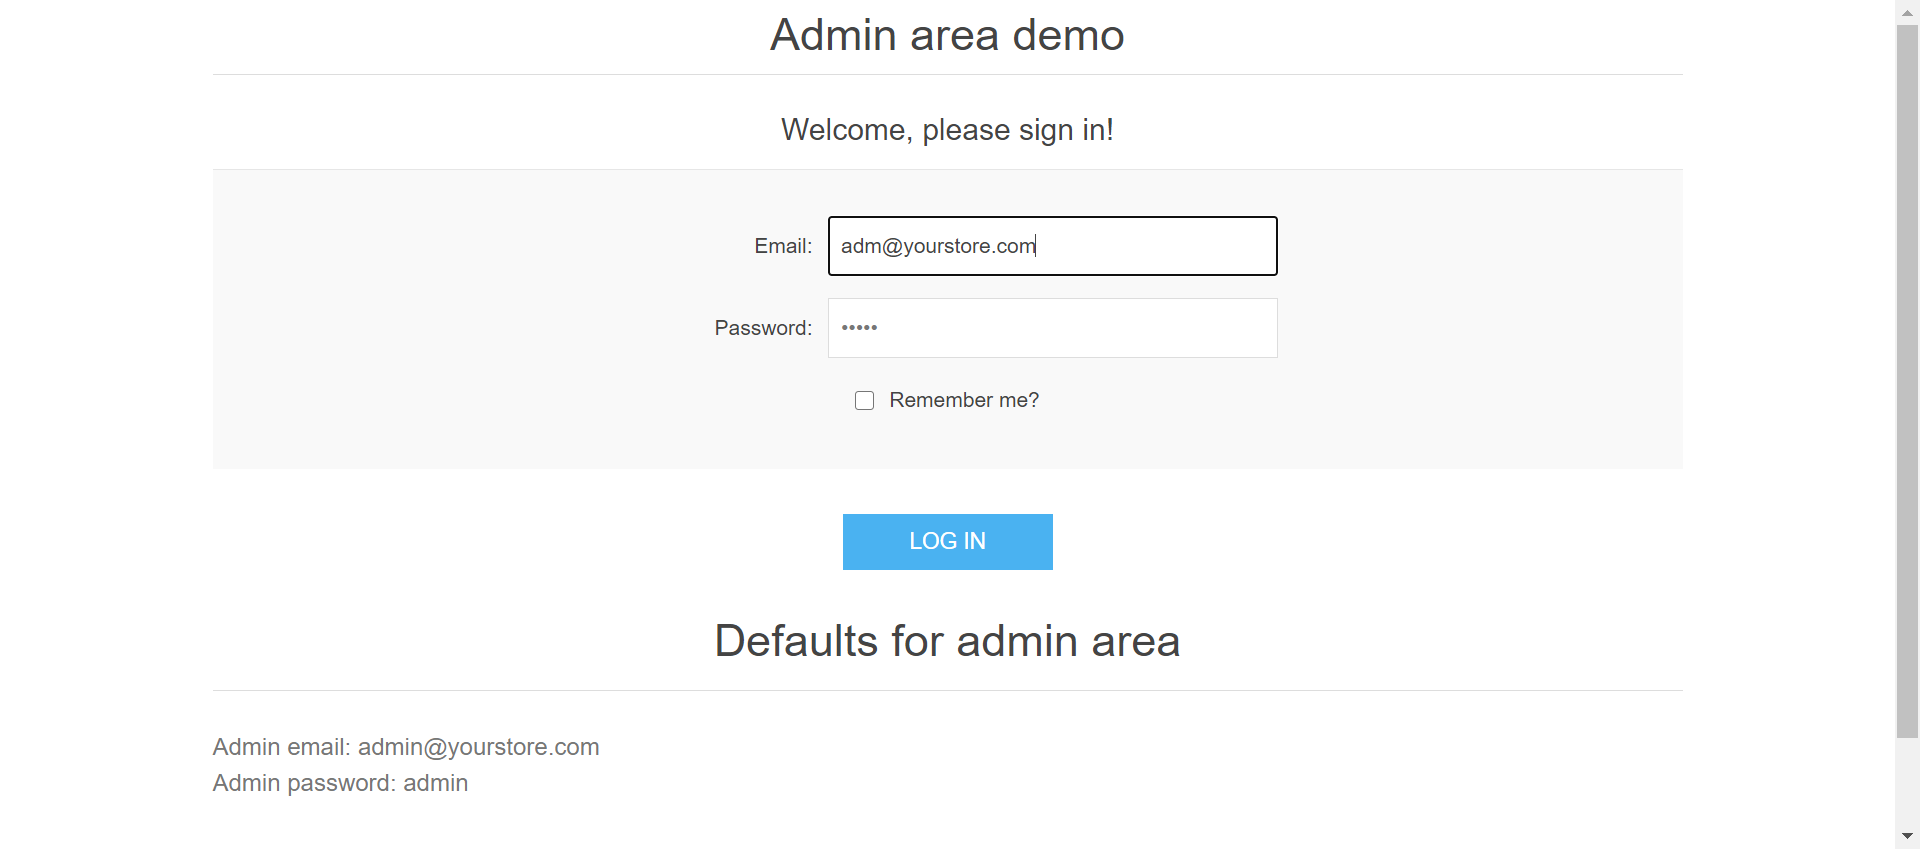 Admin area demo
Welcome, please sign in!
Email: adm@yourstore.com
Password: •••••
Remember me?
LOG IN
Defaults for admin area
Admin email: admin@yourstore.com
Admin password: admin